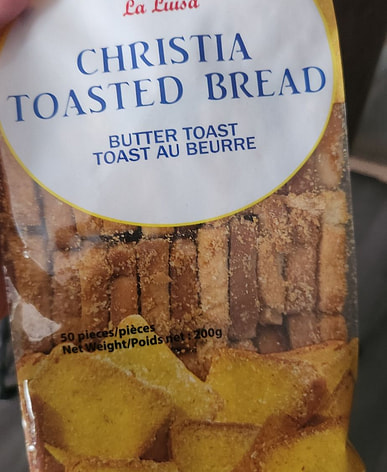 La Luisa
CHRISTIA
TOASTED BREAD
BUTTER TOAST
TOAST AU BEURRE
50 pieces/pièces
Net Weight/Poids net : 200g